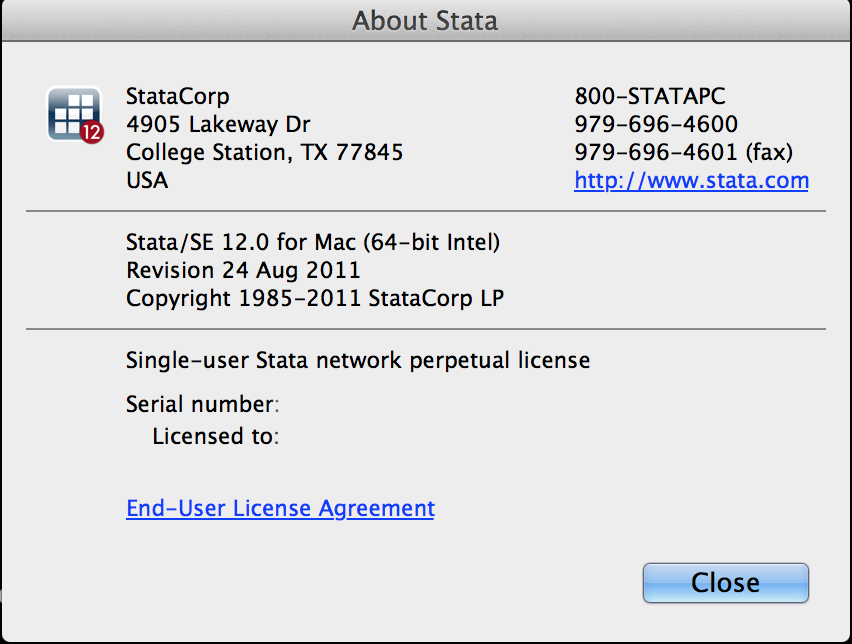 About Stata
12
StataCorp
4905 Lakeway Dr
College Station, TX 77845
USA
800-STATAPC
979-696-4600
979-696-4601 (fax)
http://www.stata.com
Stata/SE 12.0 for Mac (64-bit Intel)
Revision 24 Aug 2011
Copyright 1985-2011 StataCorp LP
Single-user Stata network perpetual license
Serial number:
Licensed to:
End-User License Agreement
Close